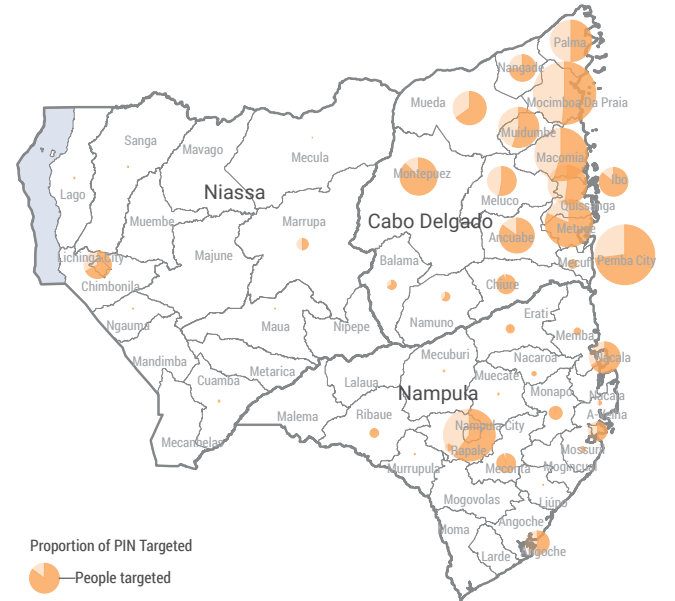 Palma
Nangade
Mueda
Mocimboa Da Praia
Muidumbe
Sanga
Mavago
Mecula
Macomia
Montepuez
Ibo
Lago
Niassa
Meluco
Quissanga
Muembe
Marrupa
Cabo Delgado
Metuge
Ancuabe
Lichinga City
Majune
Balama
Mecufi
Pemba City
Chimbonila
Chiure
Ngauma
Maua
Nipepe
Namuno
Erati
Memba
Mandimba
Mecuburi
Nacaroa
Nacala
Metarica
Cuamba
Lalaua
Muecate
Nampula
Monapo
Nacala
A-Velha
Malema
Ribaue
Nampula City
Mecanhelas
Rapale
Mossuril
Murrupula
Meconta
Mogincual
Mogovolas
Liúpo
Angoche
Moma
Proportion of PIN Targeted
Larde
Angoche
People targeted